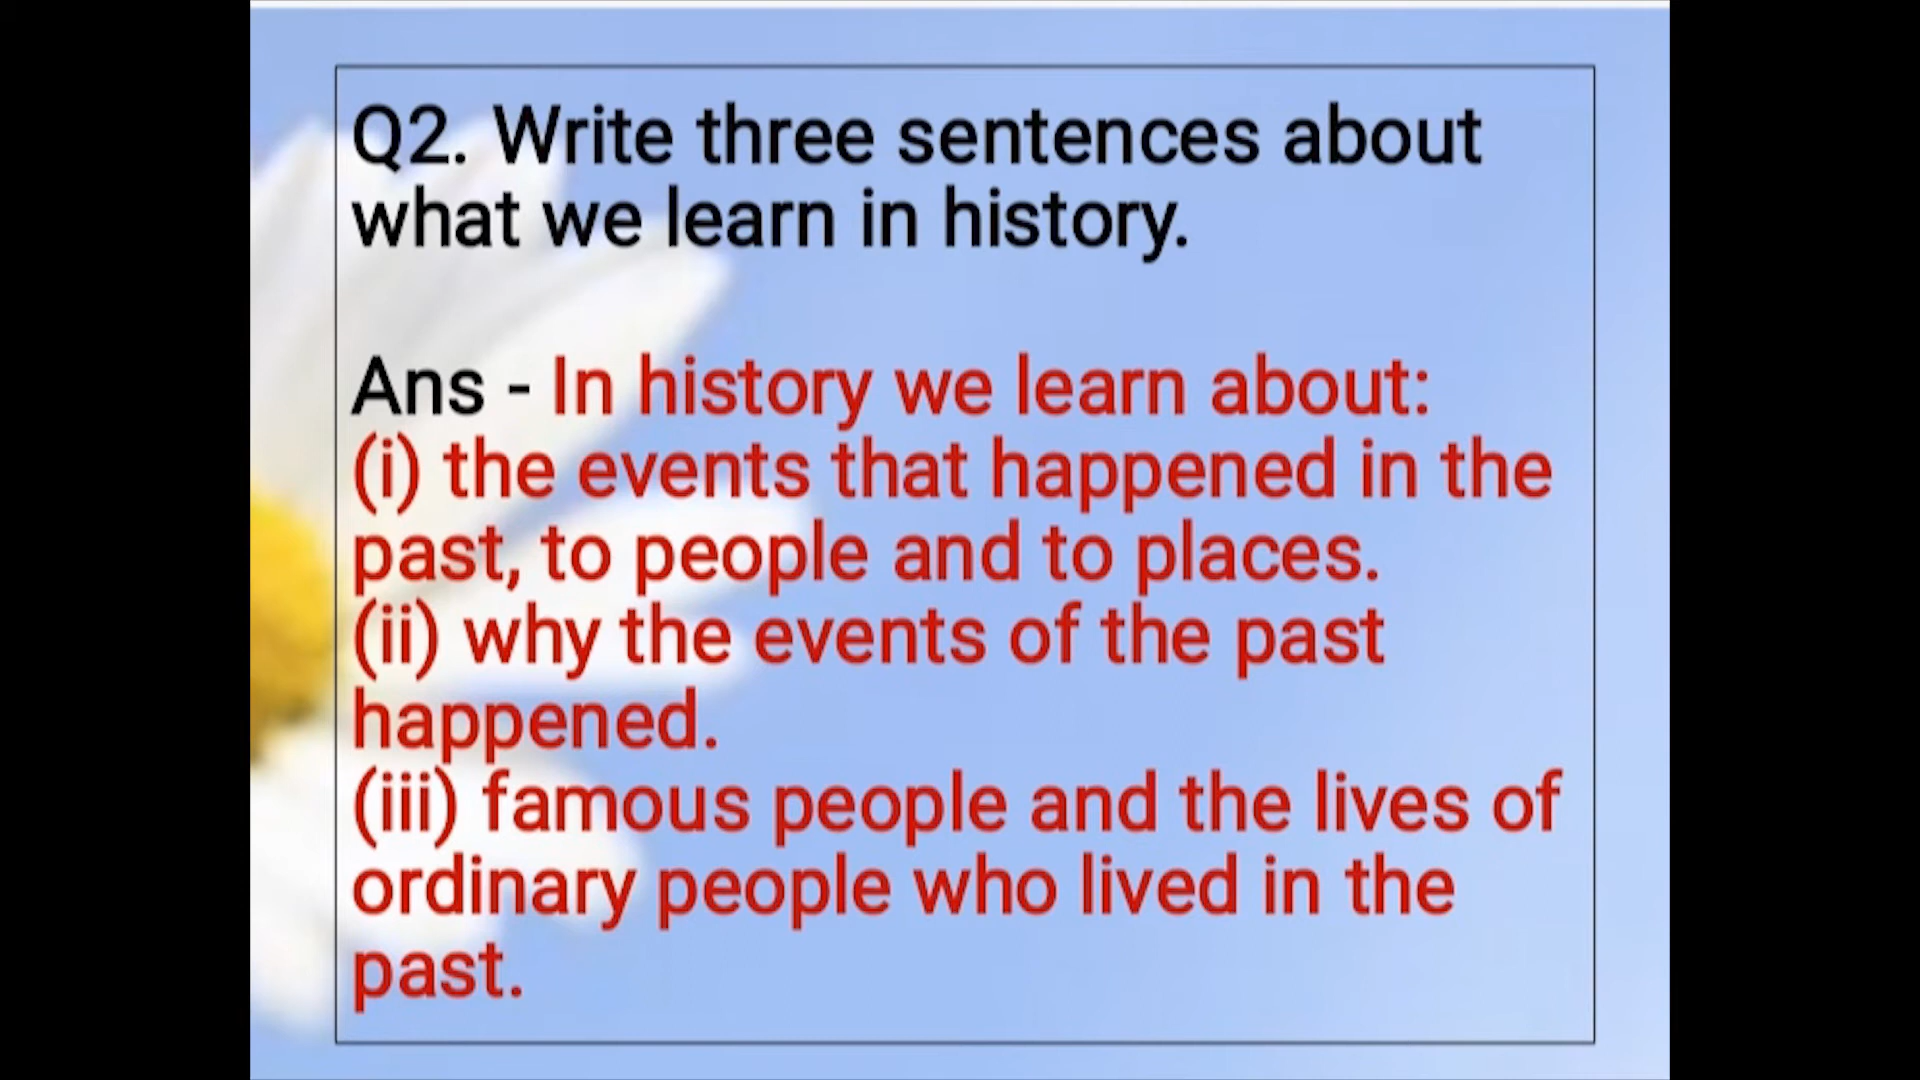 Q2. Write three sentences about
what we learn in history.
Ans - In history we learn about:
(i) the events that happened in the
past, to people and to places.
(ii) why the events of the past
happened.
(iii) famous people and the lives of
ordinary people who lived in the
past.